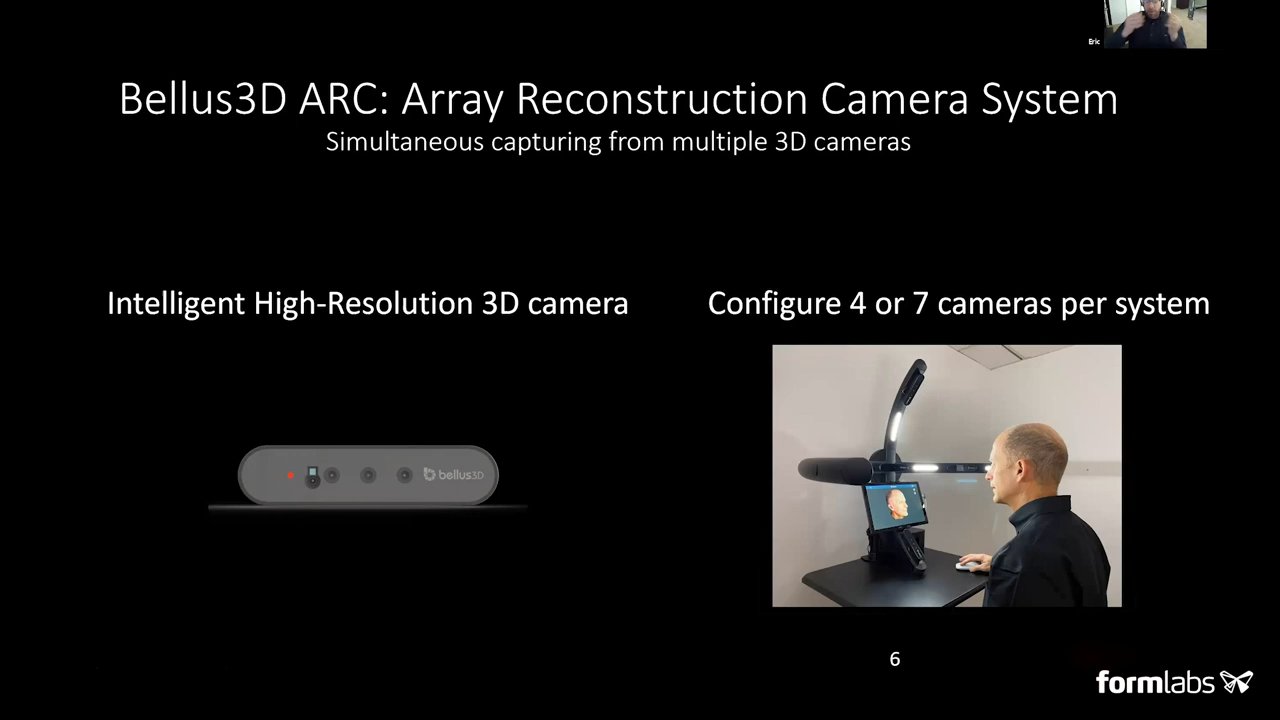 Eric
Bellus3D ARC: Array Reconstruction Camera System
Simultaneous capturing from multiple 3D cameras
Intelligent High-Resolution 3D camera
Configure 4 or 7 cameras per system
bellus3D
6
formlabs